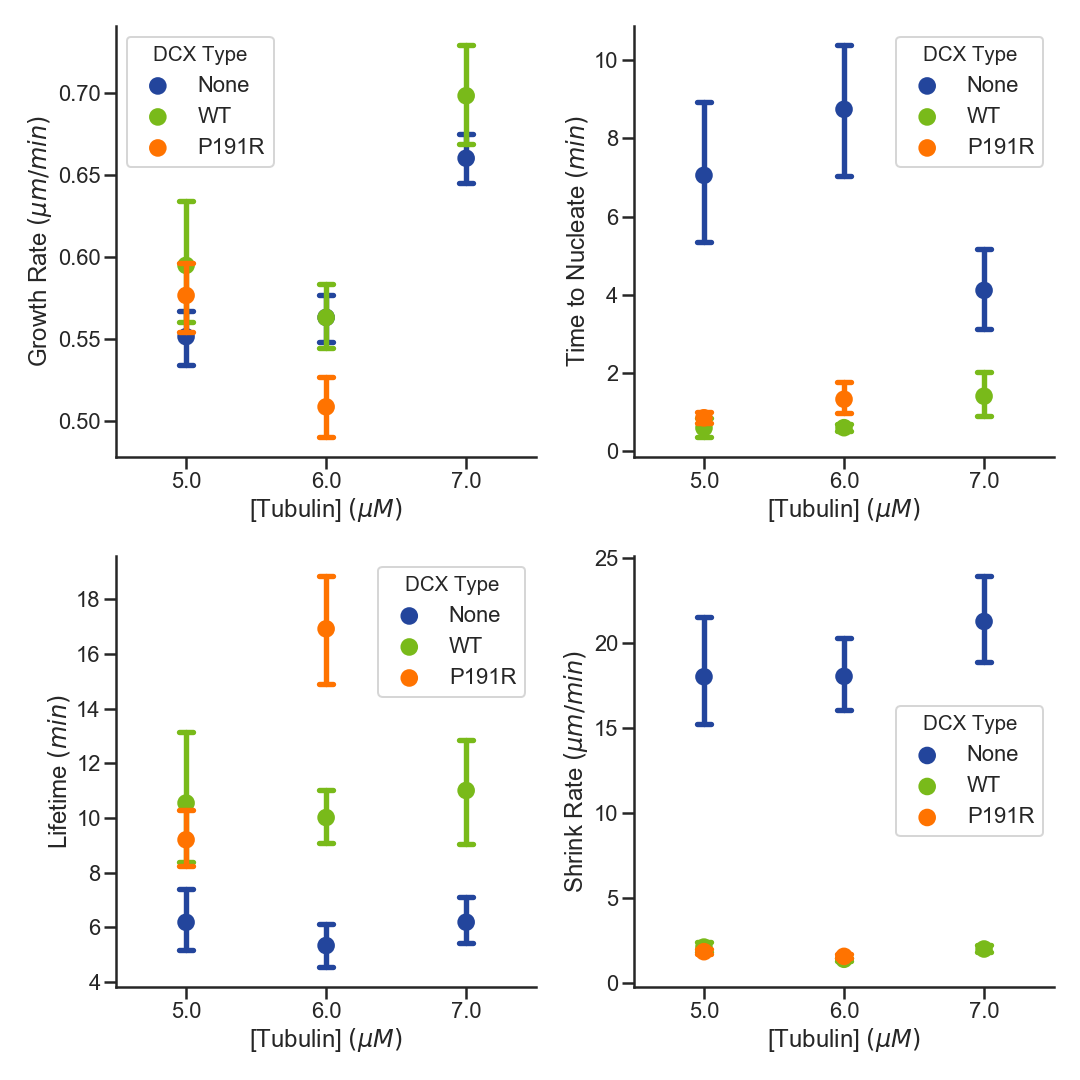 DCX Type
None
WT
P191R
0.70
0.65
0.60
0.55
0.50
Growth Rate (μm/min)
5.0 6.0 7.0
[Tubulin] (μM)
DCX Type
None
WT
P191R
10
8
6
4
2
0
Time to Nucleate (min)
5.0 6.0 7.0
[Tubulin] (μM)
DCX Type
None
WT
P191R
18
16
14
12
10
8
6
4
Lifetime (min)
5.0 6.0 7.0
[Tubulin] (μM)
DCX Type
None
WT
P191R
25
20
15
10
5
0
Shrink Rate (μm/min)
5.0 6.0 7.0
[Tubulin] (μM)